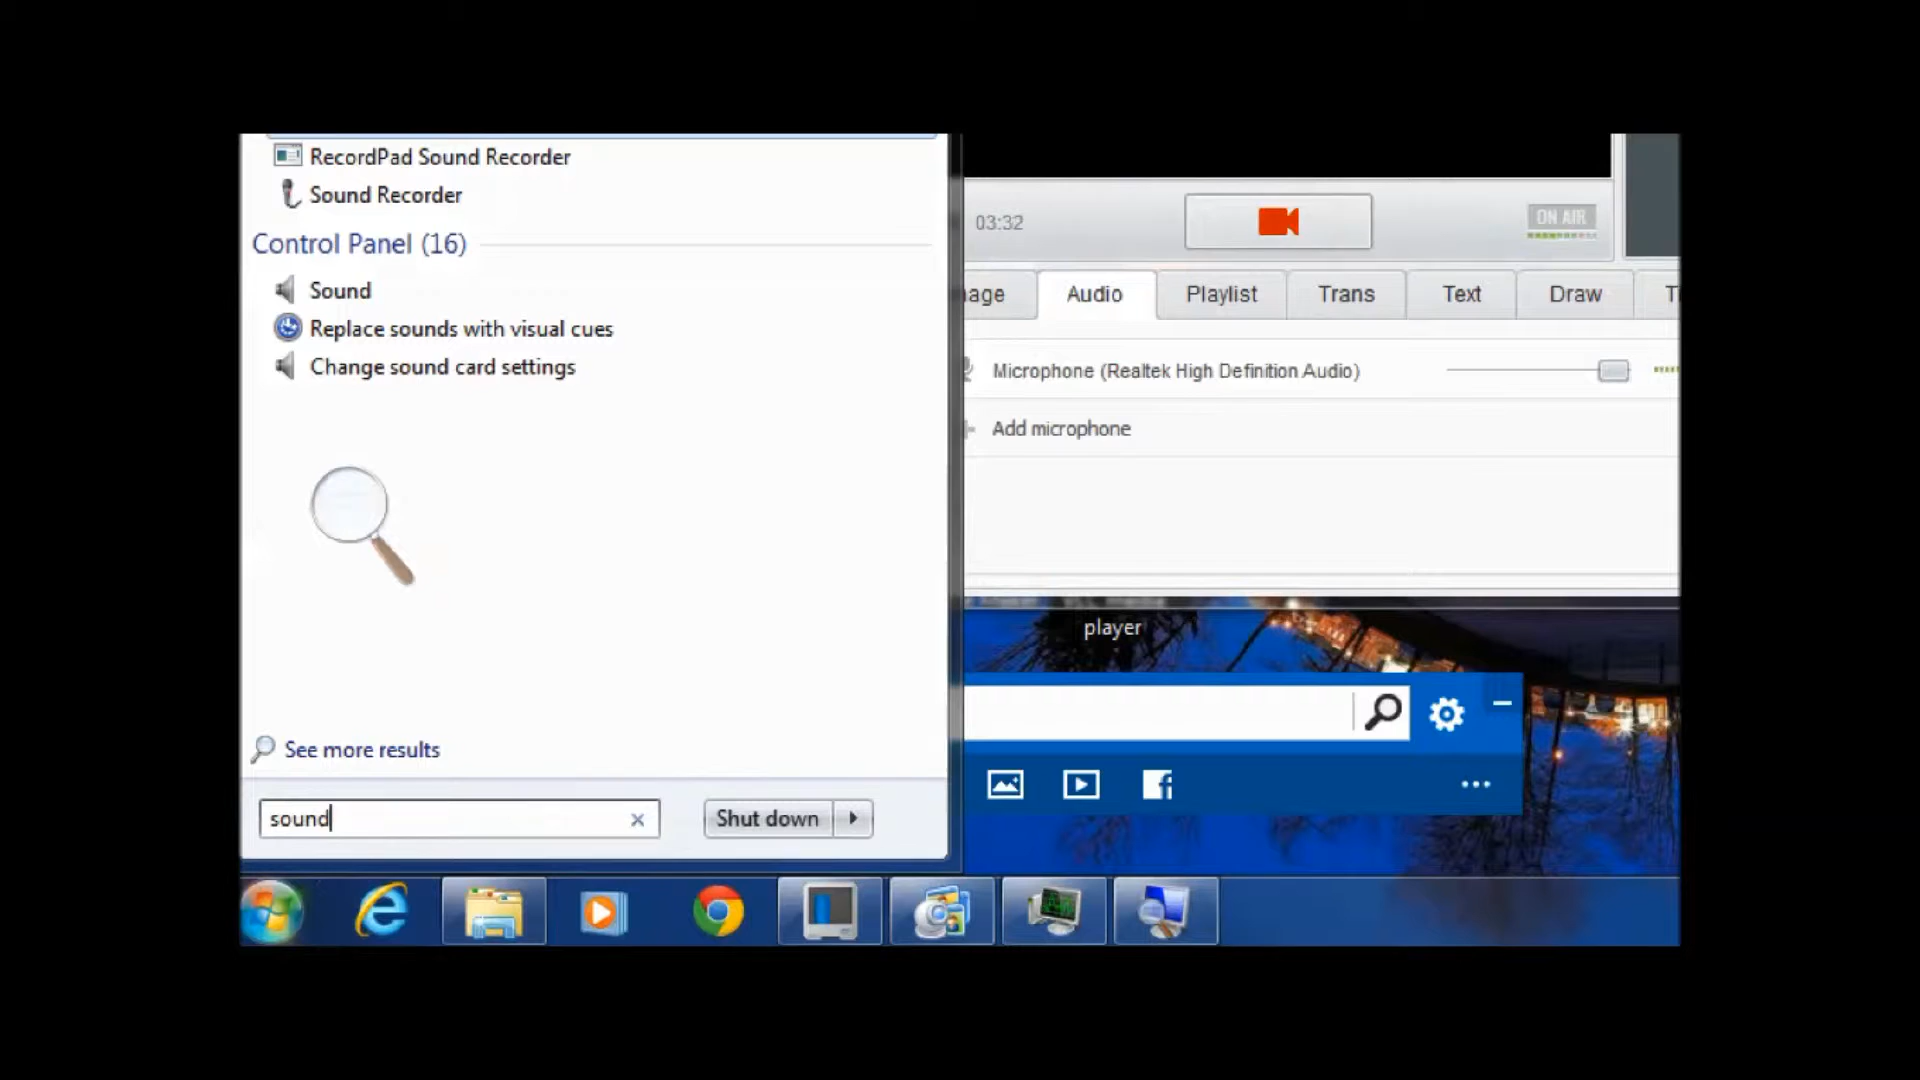 RecordPad Sound Recorder
Sound Recorder
Control Panel (16)
Sound
Replace sounds with visual cues
Change sound card settings
See more results
sound
Shut down
03:32
ON AIR
age
Audio
Playlist
Trans
Text
Draw
Microphone (Realtek High Definition Audio)
Add microphone
player